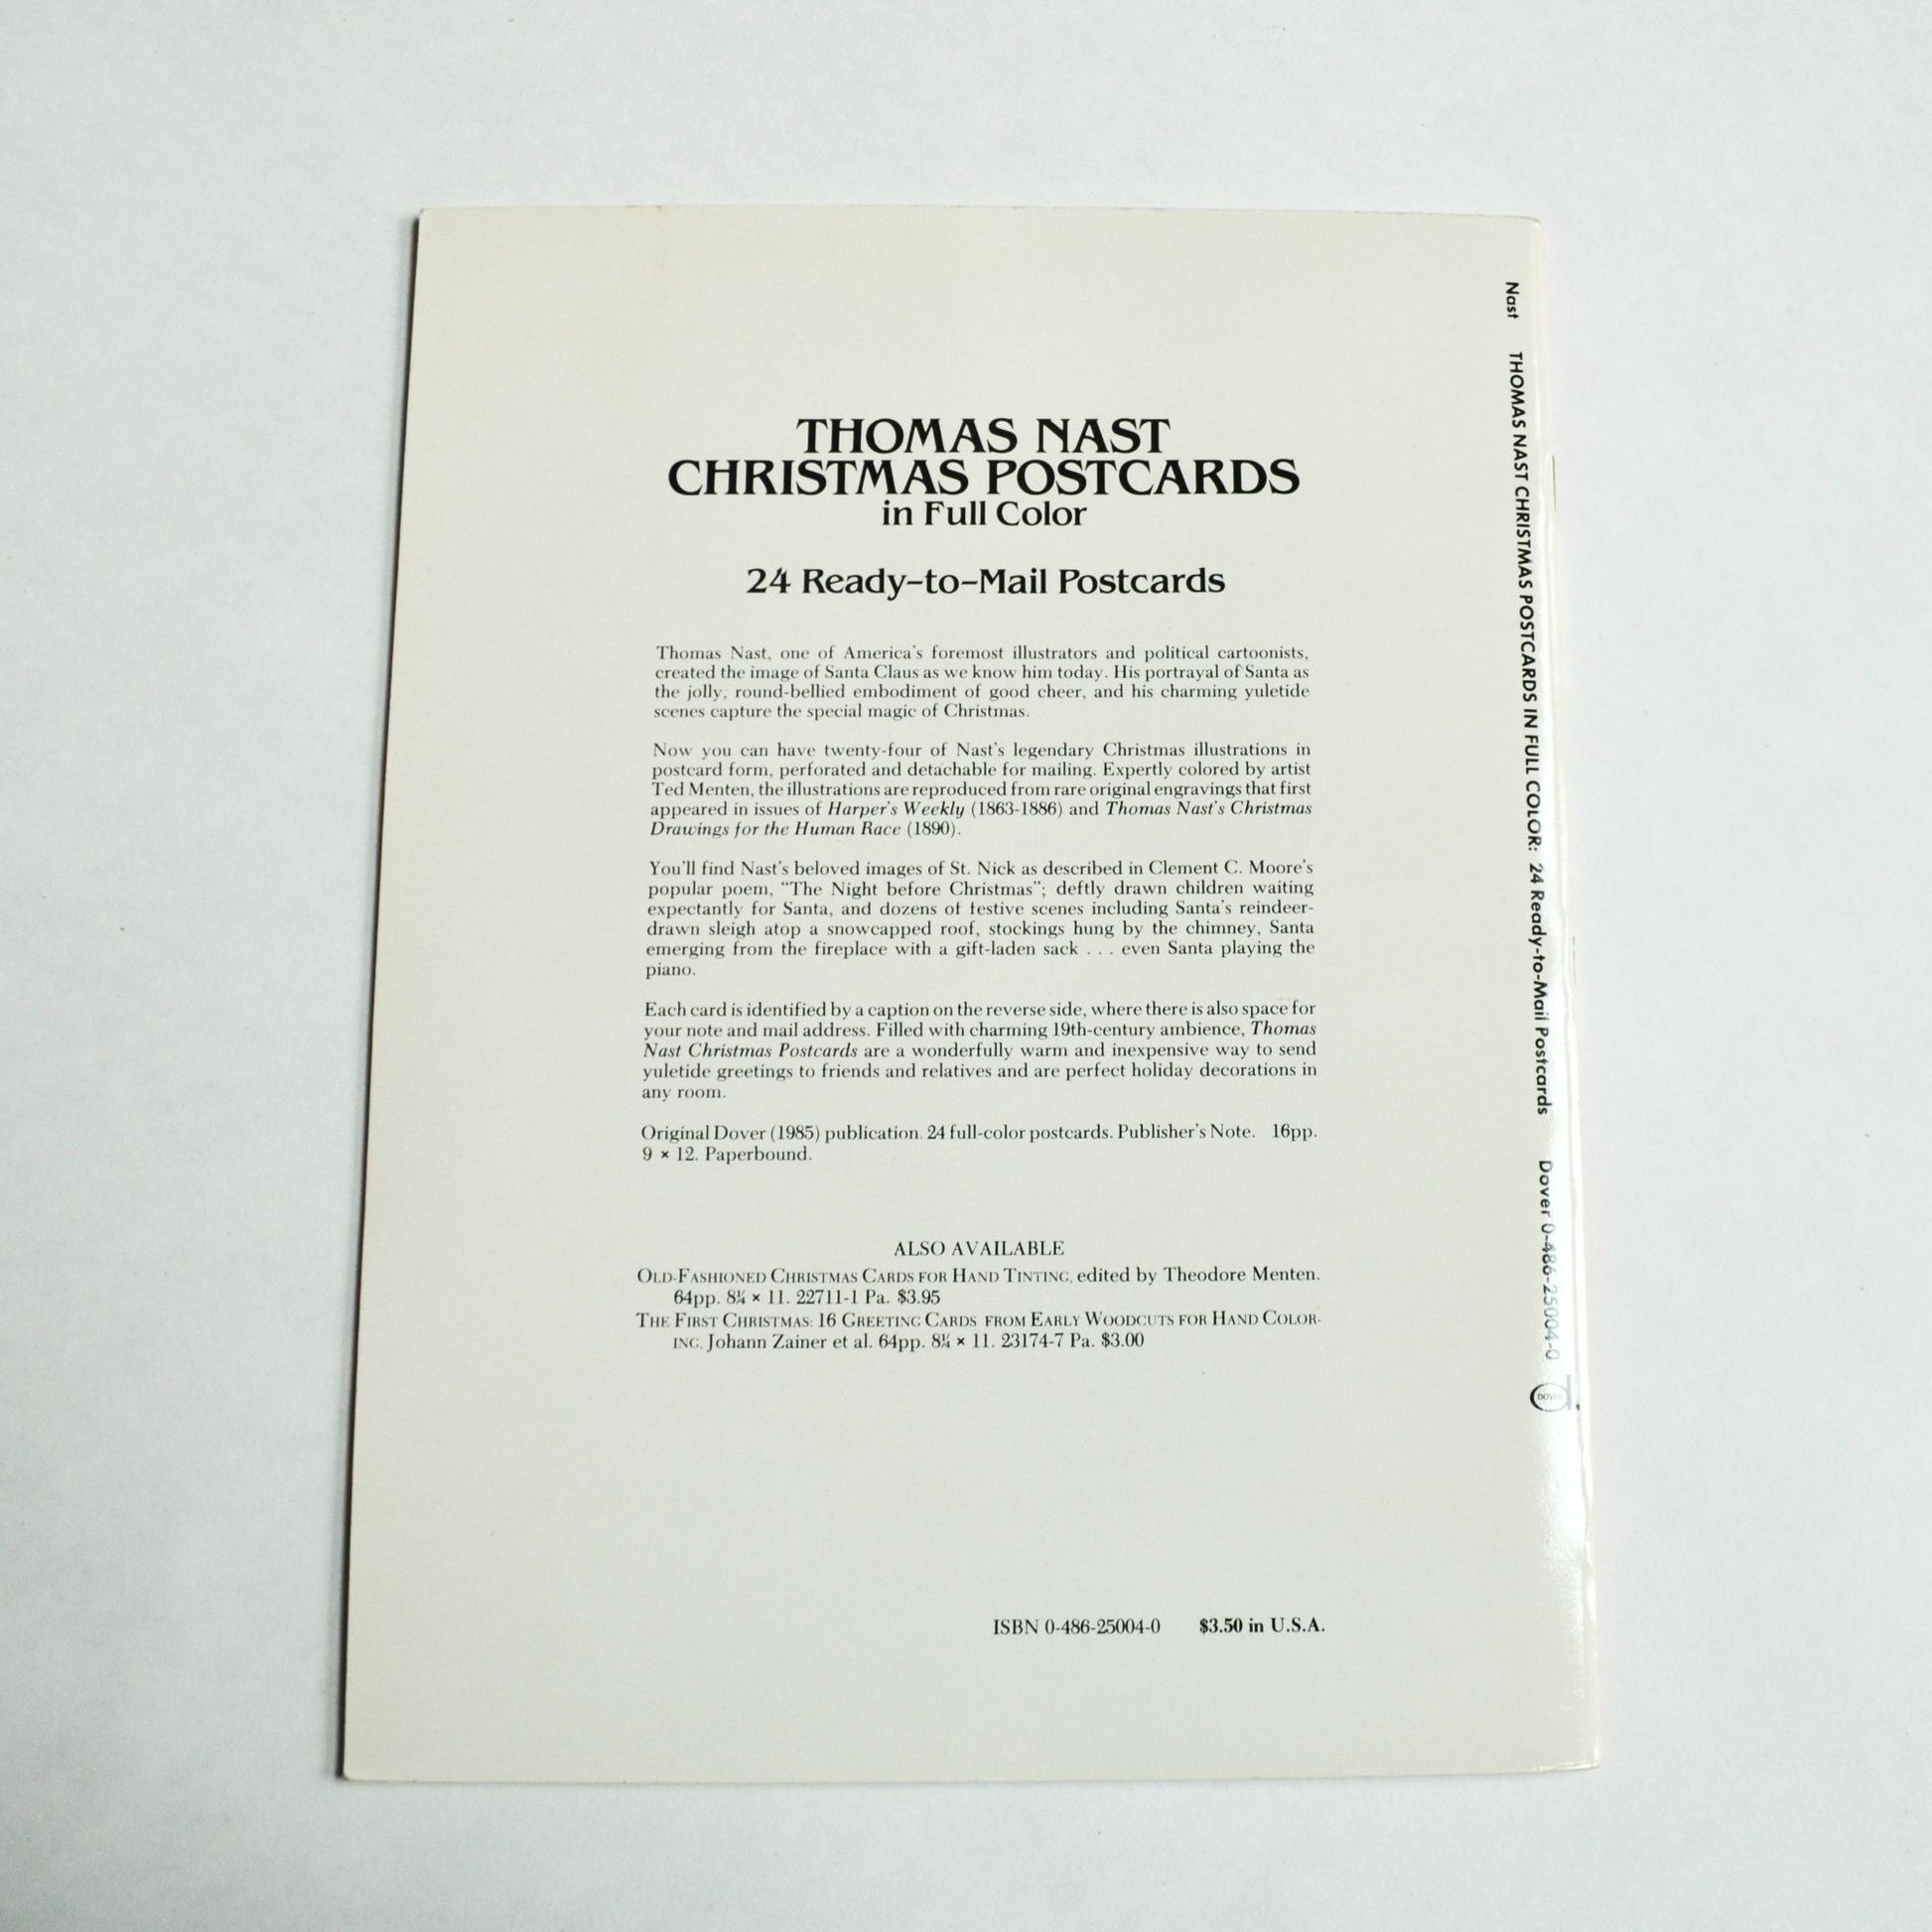 THOMAS NAST
CHRISTMAS POSTCARDS
in Full Color
24 Ready-to-Mail Postcards
Thomas Nast, one of America's foremost illustrators and political cartoonists,
created the image of Santa Claus as we know him today. His portrayal of Santa as
the jolly, round-bellied embodiment of good cheer, and his charming yuletide
scenes capture the special magic of Christmas.
Now you can have twenty-four of Nast's legendary Christmas illustrations in
postcard form, perforated and detachable for mailing. Expertly colored by artist
Ted Menten, the illustrations are reproduced from rare original engravings that first
appeared in issues of Harper's Weekly (1863-1886) and Thomas Nast's Christmas
Drawings for the Human Race (1890).
You'll find Nast's beloved images of St. Nick as described in Clement C. Moore's
popular poem, "The Night before Christmas"; deftly drawn children waiting
expectantly for Santa, and dozens of festive scenes including Santa's reindeer-
drawn sleigh atop a snowcapped roof, stockings hung by the chimney, Santa
emerging from the fireplace with a gift-laden sack . . . even Santa playing the
piano.
Each card is identified by a caption on the reverse side, where there is also space for
your note and mail address. Filled with charming 19th-century ambience, Thomas
Nast Christmas Postcards are a wonderfully warm and inexpensive way to send
yuletide greetings to friends and relatives and are perfect holiday decorations in
any room.
Original Dover (1985) publication. 24 full-color postcards. Publisher's Note. 16pp.
9 × 12. Paperbound.
ALSO AVAILABLE
OLD-FASHIONED CHRISTMAS CARDS FOR HAND TINTING, edited by Theodore Menten.
64pp. 8¼ × 11. 22711-1 Pa. $3.95
THE FIRST CHRISTMAS: 16 GREETING CARDS FROM EARLY WOODCUTS FOR HAND COLOR-
ING, Johann Zainer et al. 64pp. 8¼ × 11. 23174-7 Pa. $3.00
ISBN 0-486-25004-0 $3.50 in U.S.A.
Nast THOMAS NAST CHRISTMAS POSTCARDS IN FULL COLOR: 24 Ready-to-Mail Postcards Dover 0-486-25004-0
DOVER